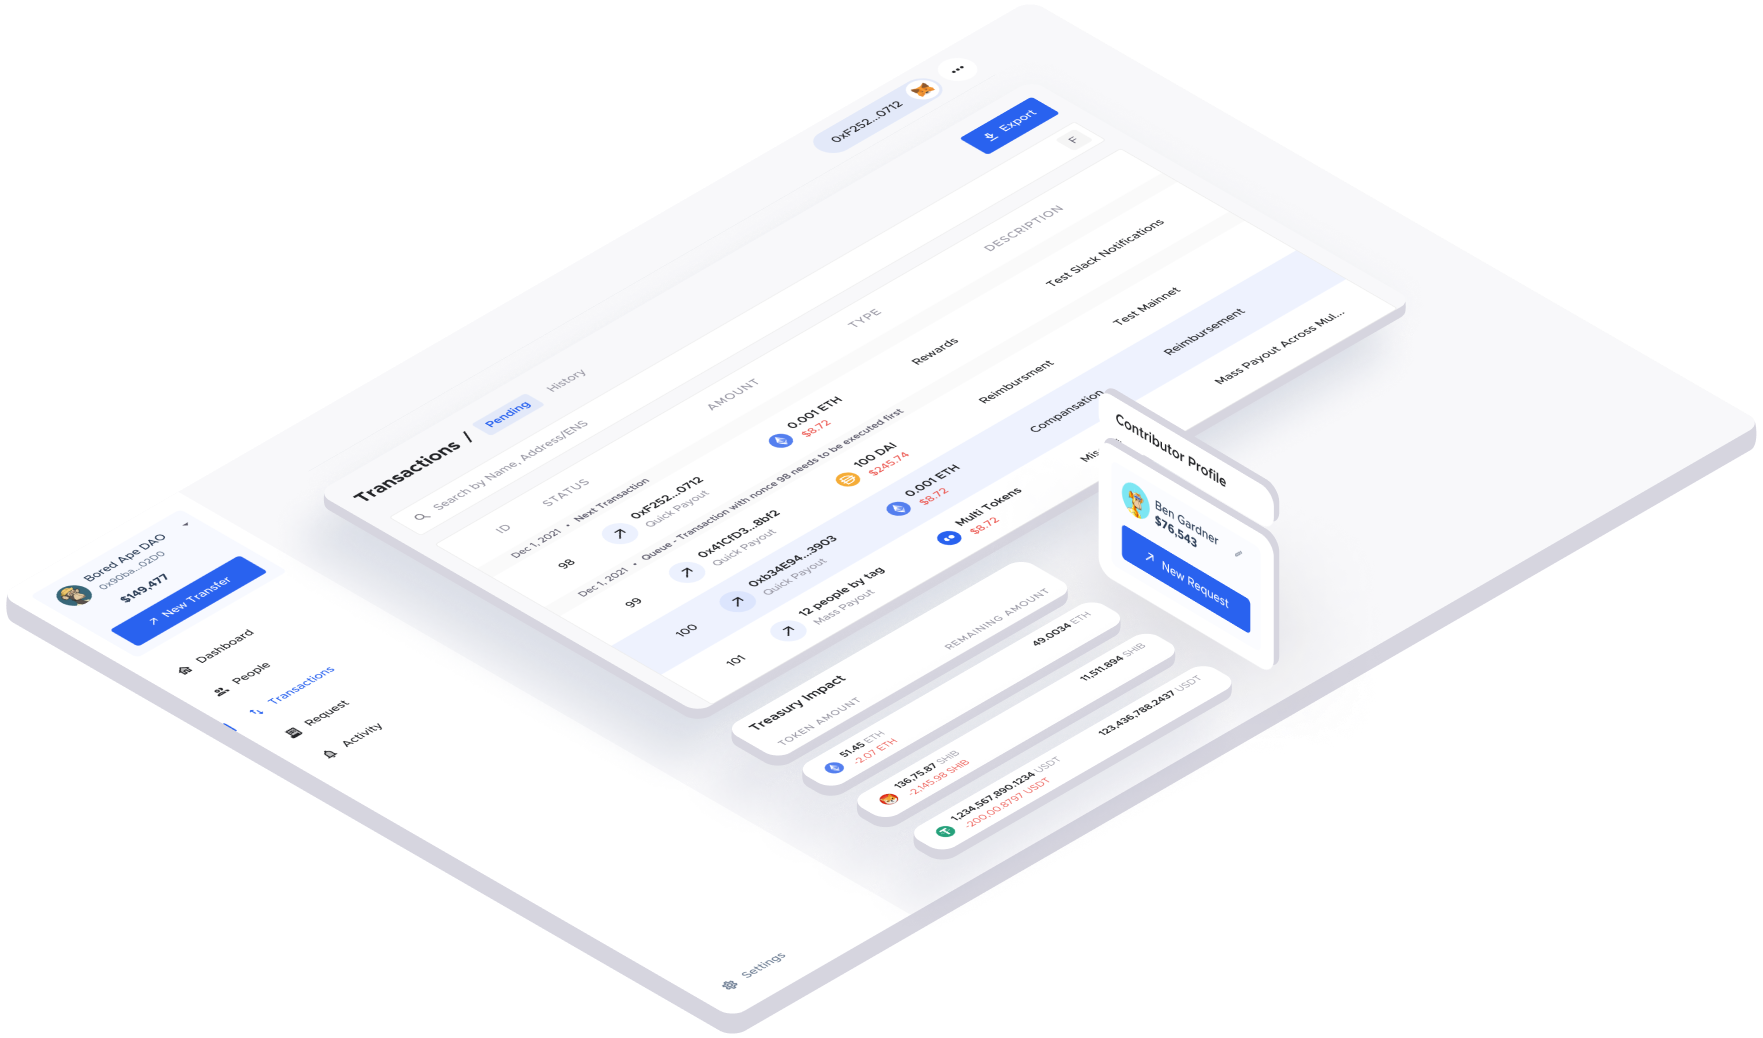 0xF252...0712
Export
F
Transactions / Pending History
Search by Name, Address/ENS
ID STATUS AMOUNT TYPE DESCRIPTION
Dec 1, 2021 • Next Transaction
98 0xF252...0712 0.001 ETH Rewards Test Slack Notifications
Quick Payout $8.72
Dec 1, 2021 • Queue - Transaction with nonce 98 needs to be executed first
99 0x41CfD3...8bf2 100 DAI Reimbursment Test Mainnet
Quick Payout $245.74
100 0xb34E94...3903 0.001 ETH Compansation Reimbursement
Quick Payout $8.72
101 12 people by tag Multi Tokens Mis... Mass Payout Across Mul...
Mass Payout $8.72
Bored Ape DAO
0x90ba...02D0
$149,477
New Transfer
Dashboard
People
Transactions
Request
Activity
Settings
Contributor Profile
Ben Gardner
$76,543
New Request
Treasury Impact
TOKEN AMOUNT REMAINING AMOUNT
51.45 ETH 49.0034 ETH
-2.07 ETH
136,75.87 SHIB 11,511.894 SHIB
-2,145.98 SHIB
1,234,567,890.1234 USDT 123,436,788.2437 USDT
-200,00.8797 USDT